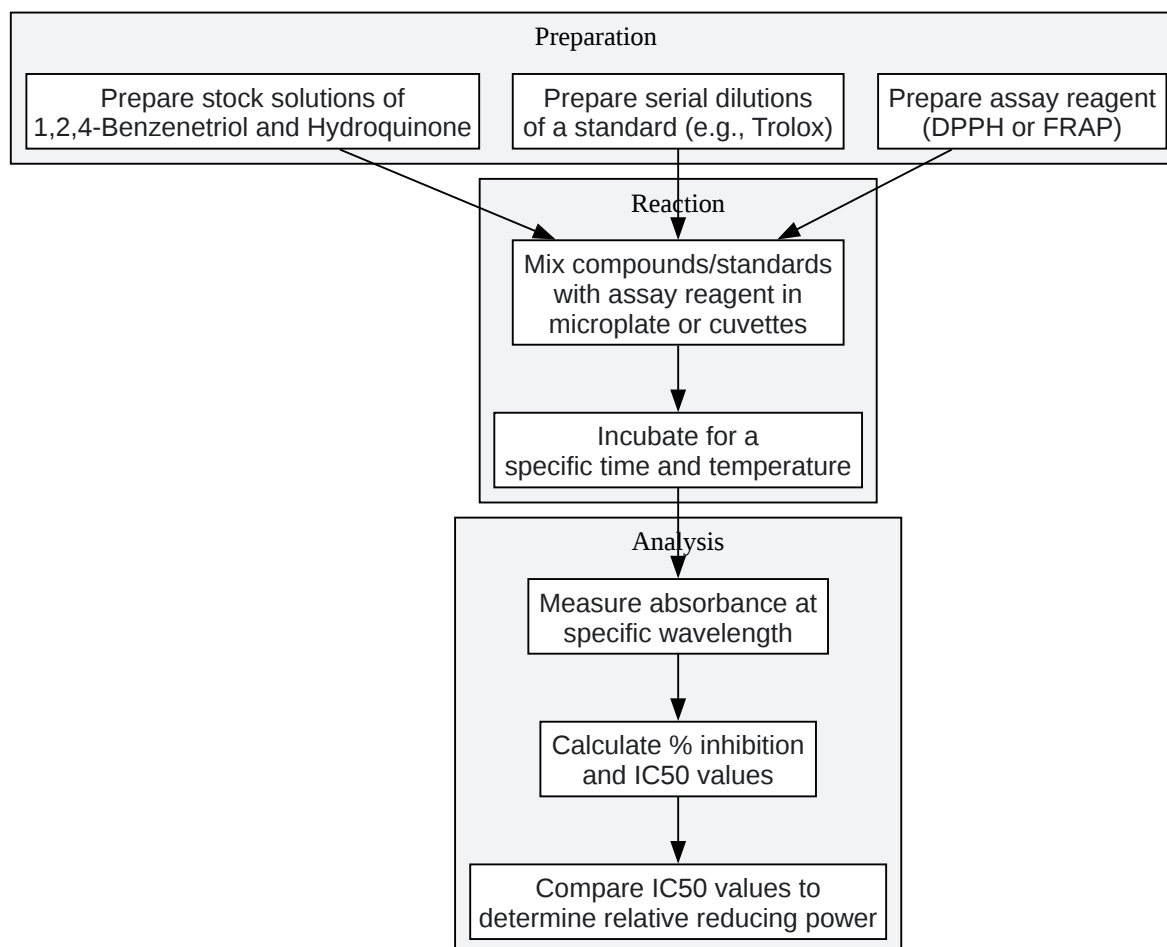 Preparation
Prepare stock solutions of
1,2,4-Benzenetriol and Hydroquinone
Prepare serial dilutions
of a standard (e.g., Trolox)
Prepare assay reagent
(DPPH or FRAP)
Reaction
Mix compounds/standards
with assay reagent in
microplate or cuvettes
Incubate for a
specific time and temperature
Analysis
Measure absorbance at
specific wavelength
Calculate % inhibition
and IC50 values
Compare IC50 values to
determine relative reducing power